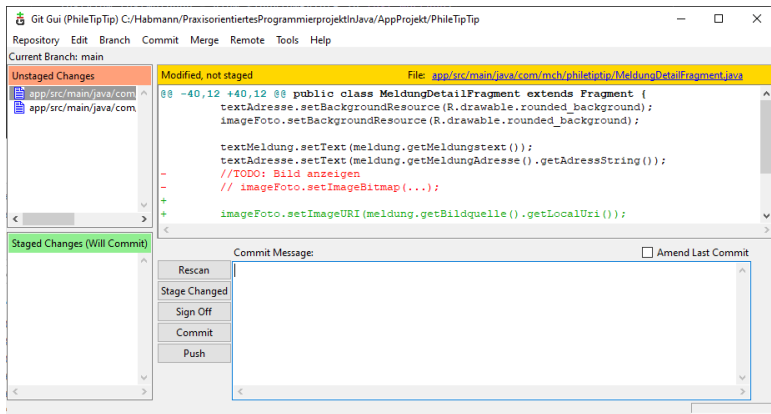 Git Gui (PhileTipTip) C:/Habmann/PraxisorientiertesProgrammierprojektInJava/AppProjekt/PhileTipTip
Repository Edit Branch Commit Merge Remote Tools Help
Current Branch: main
Unstaged Changes
app/src/main/java/com,
app/src/main/java/com,
Modified, not staged File: app/src/main/java/com/mch/philetiptip/MeldungDetailFragment.java
@@ -40,12 +40,12 @@ public class MeldungDetailFragment extends Fragment {
textAdresse.setBackgroundResource(R.drawable.rounded_background);
imageFoto.setBackgroundResource(R.drawable.rounded_background);
textMeldung.setText(meldung.getMeldungstext());
textAdresse.setText(meldung.getMeldungAdresse().getAdressString());
- //TODO: Bild anzeigen
- // imageFoto.setImageBitmap(...);
+
+ imageFoto.setImageURI(meldung.getBildquelle().getLocalUri());
Staged Changes (Will Commit)
Commit Message: Amend Last Commit
Rescan
Stage Changed
Sign Off
Commit
Push